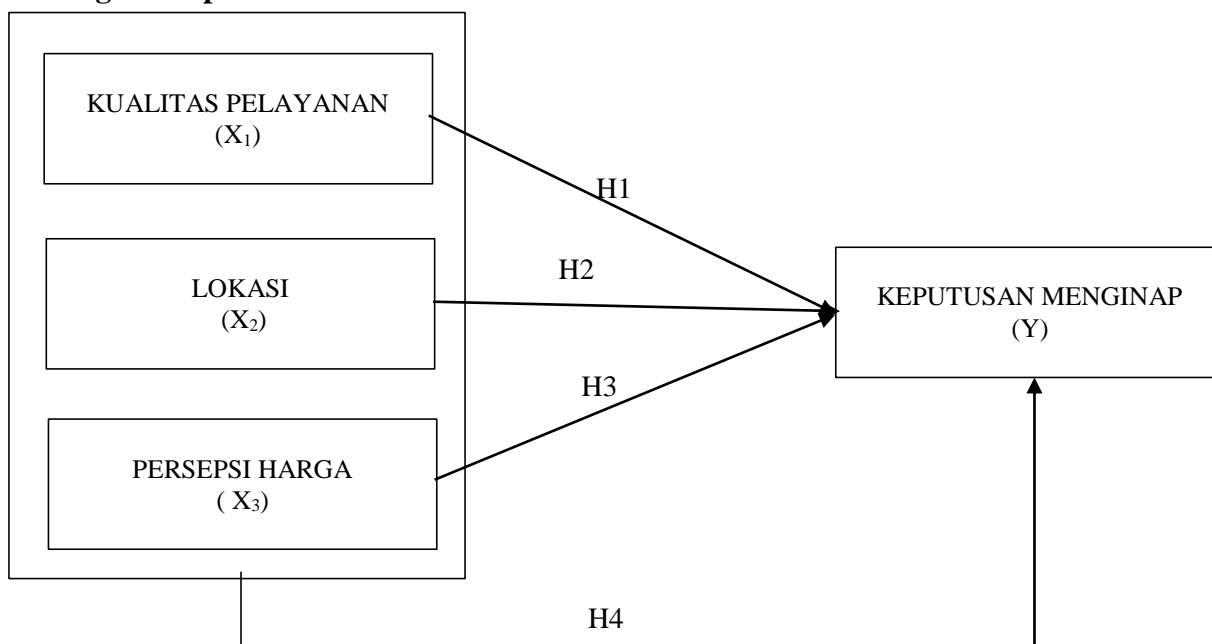 KUALITAS PELAYANAN
(X₁)
H1
LOKASI
(X₂)
H2
KEPUTUSAN MENGINAP
(Y)
H3
PERSEPSI HARGA
( X₃)
H4